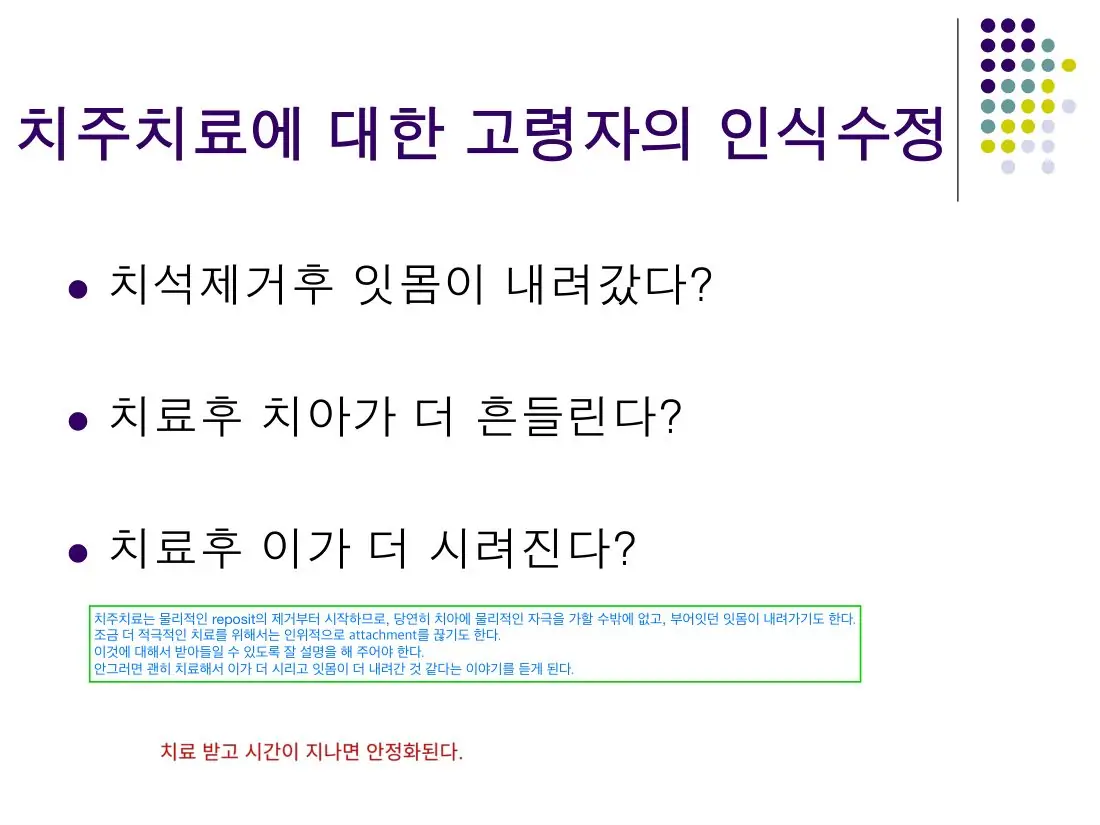 치주치료에 대한 고령자의 인식수정
● 치석제거후 잇몸이 내려갔다?
● 치료후 치아가 더 흔들린다?
● 치료후 이가 더 시려진다?
치주치료는 물리적인 reposit의 제거부터 시작하므로, 당연히 치아에 물리적인 자극을 가할 수밖에 없고, 부어잇던 잇몸이 내려가기도 한다.
조금 더 적극적인 치료를 위해서는 인위적으로 attachment를 끊기도 한다.
이것에 대해서 받아들일 수 있도록 잘 설명을 해 주어야 한다.
안그러면 괜히 치료해서 이가 더 시리고 잇몸이 더 내려간 것 같다는 이야기를 듣게 된다.
치료 받고 시간이 지나면 안정화된다.